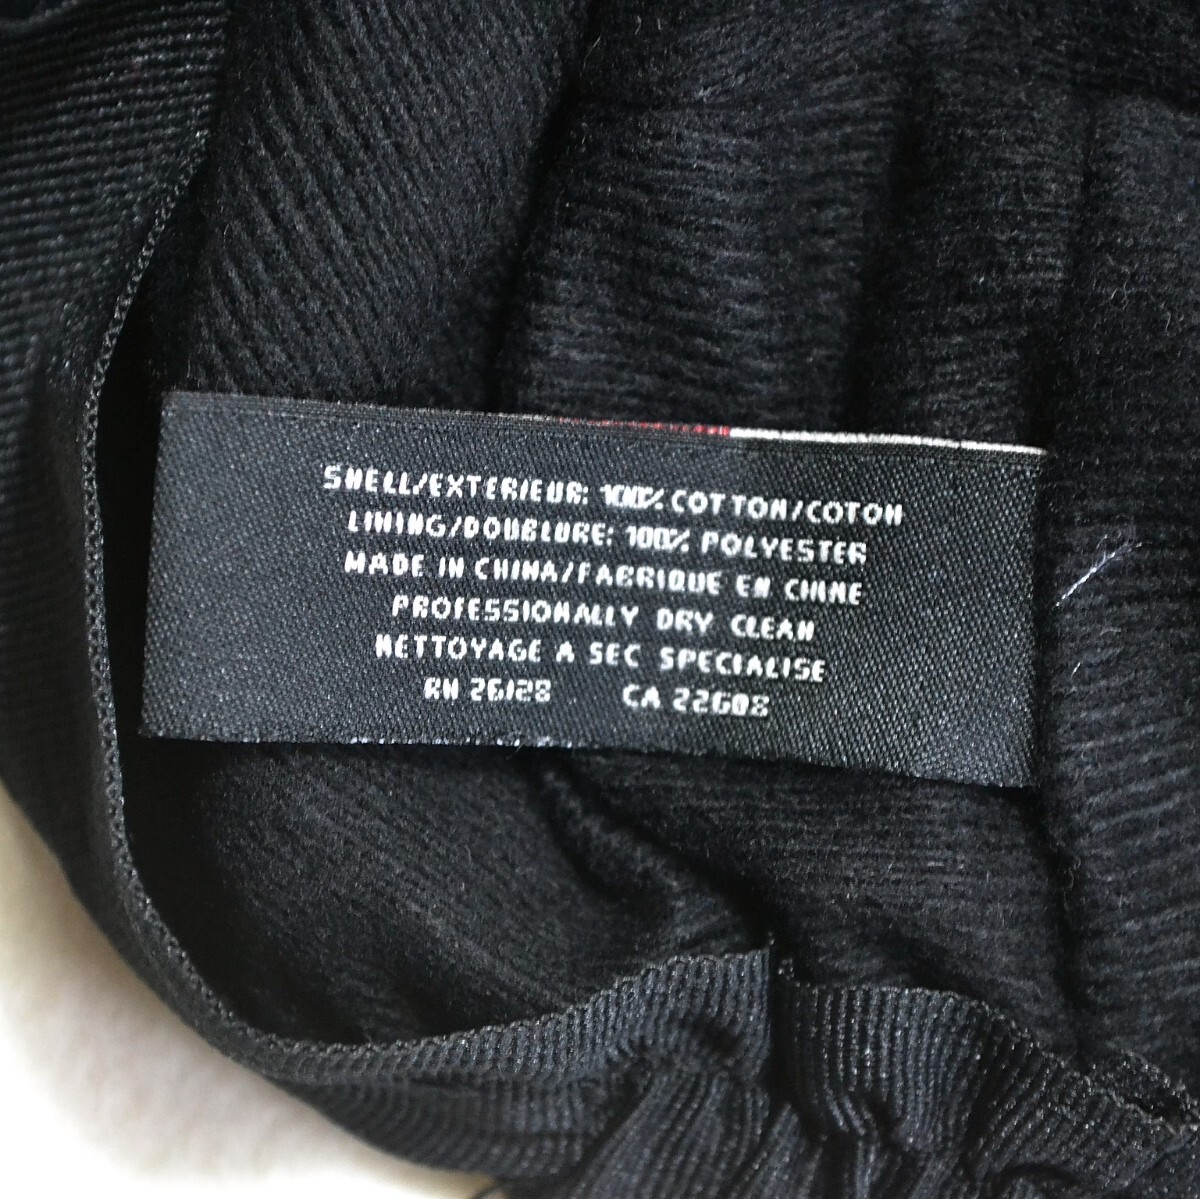 SHELL/EXTERIEUR: 100% COTTON/COTON
LINING/DOUBLURE: 100% POLYESTER
MADE IN CHINA/FABRIQUE EN CHINE
PROFESSIONALLY DRY CLEAN
NETTOYAGE A SEC SPECIALISE
RN 26128 CA 22608